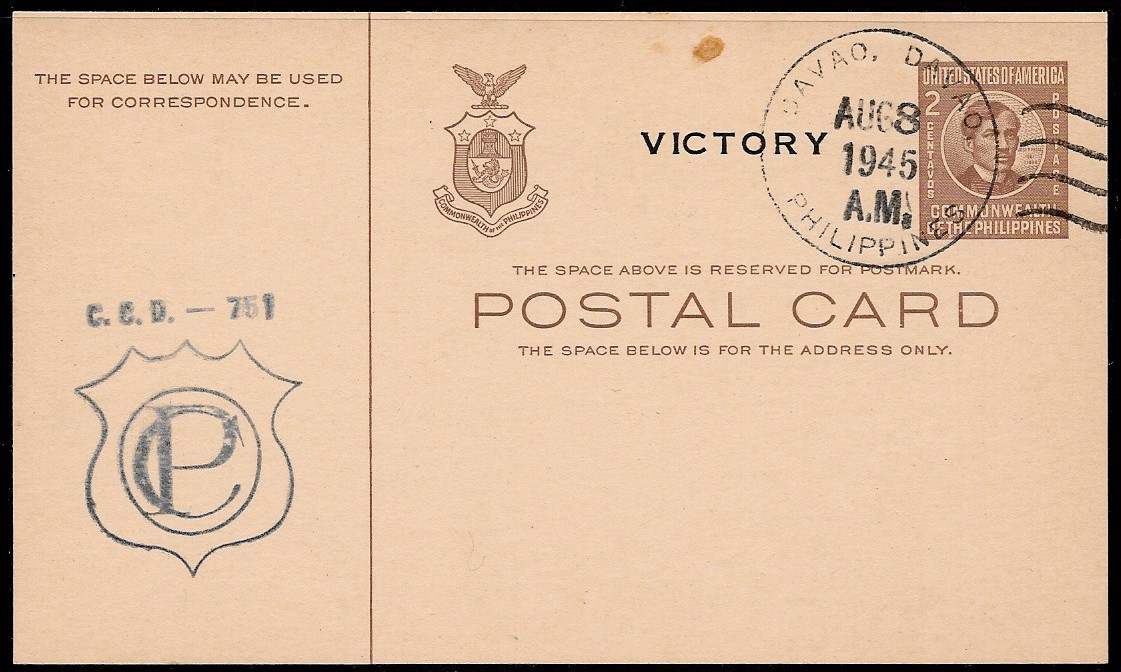 THE SPACE BELOW MAY BE USED
FOR CORRESPONDENCE.
COMMONWEALTH OF THE PHILIPPINES
VICTORY
DAVAO, DAVAO,
AUG 8
1945
A.M.
PHILIPPINES
UNITED STATES OF AMERICA
2
CENTAVOS
POSTAGE
COMMONWEALTH
OF THE PHILIPPINES
THE SPACE ABOVE IS RESERVED FOR POSTMARK.
POSTAL CARD
THE SPACE BELOW IS FOR THE ADDRESS ONLY.
C. C. D. — 751
CP